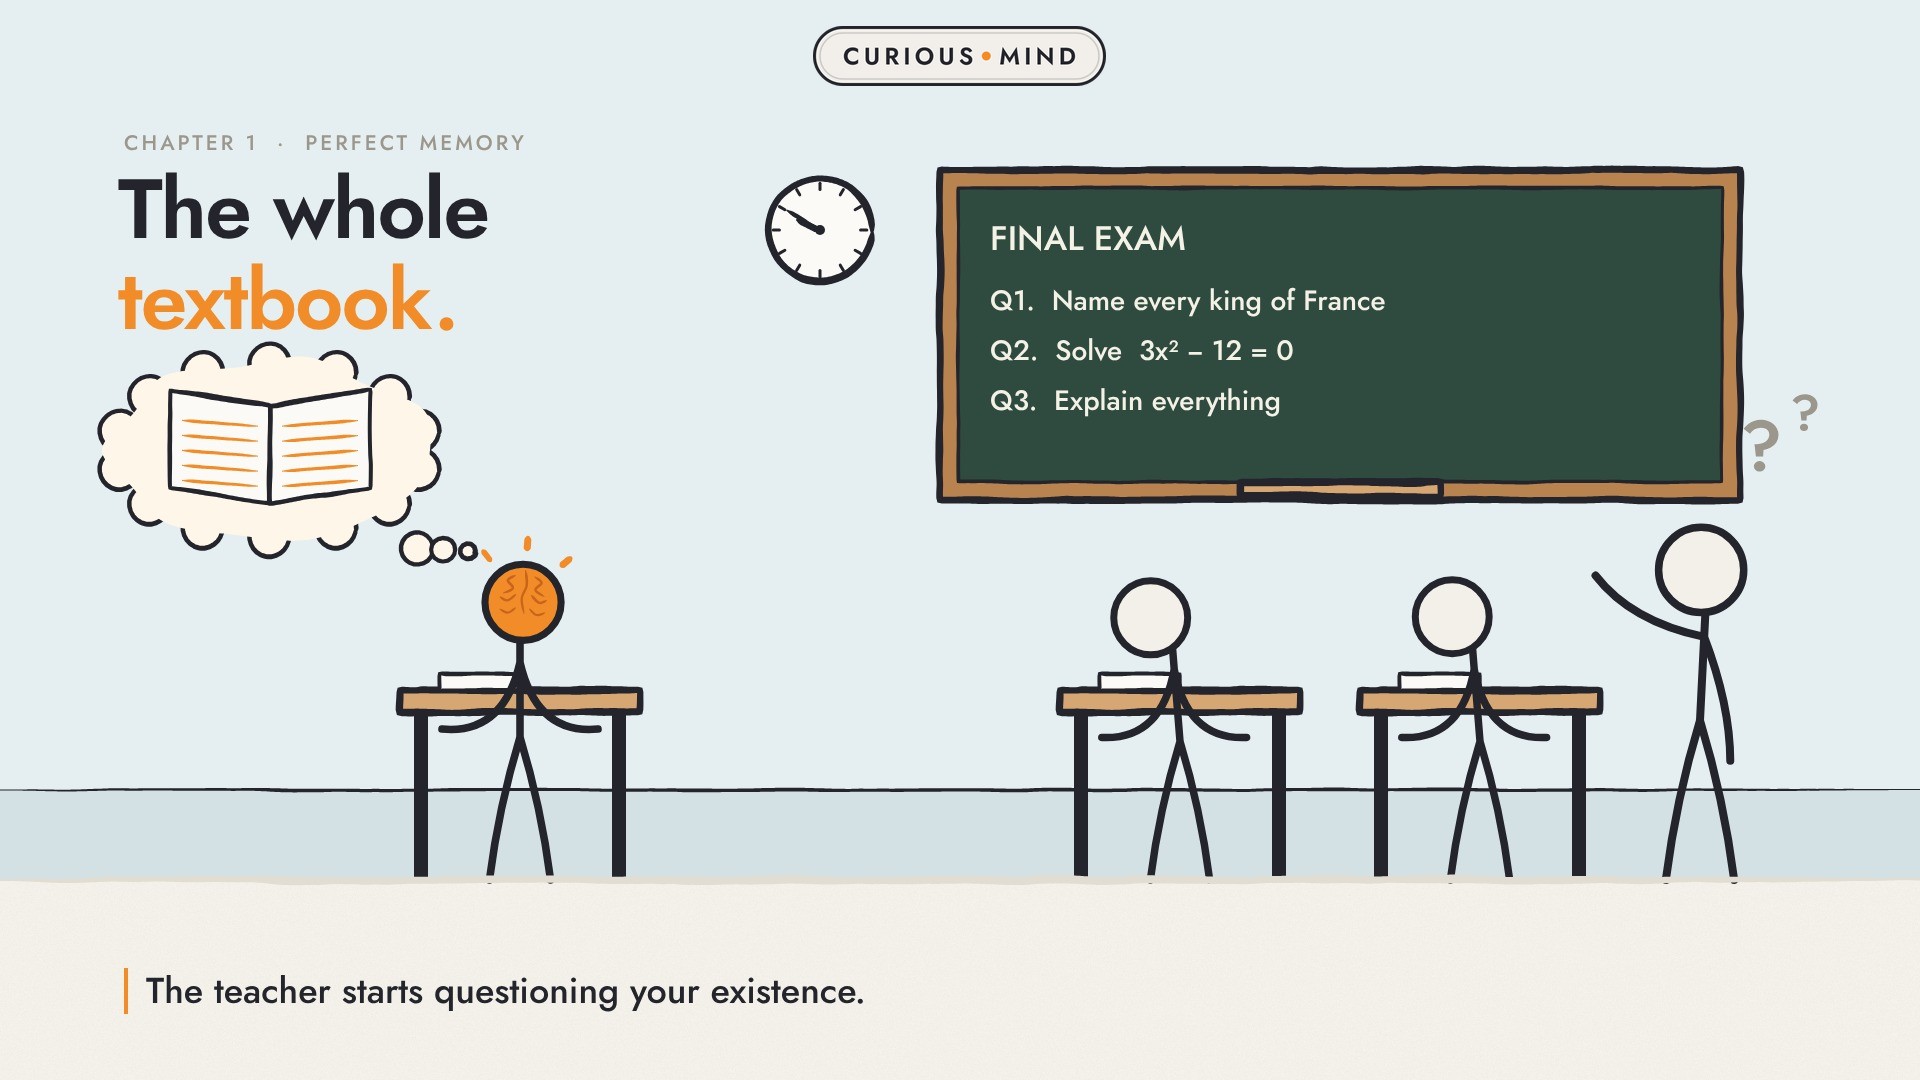 CURIOUS•MIND
CHAPTER 1 · PERFECT MEMORY
The whole
textbook.
FINAL EXAM
Q1. Name every king of France
Q2. Solve 3x² – 12 = 0
Q3. Explain everything
? ?
The teacher starts questioning your existence.